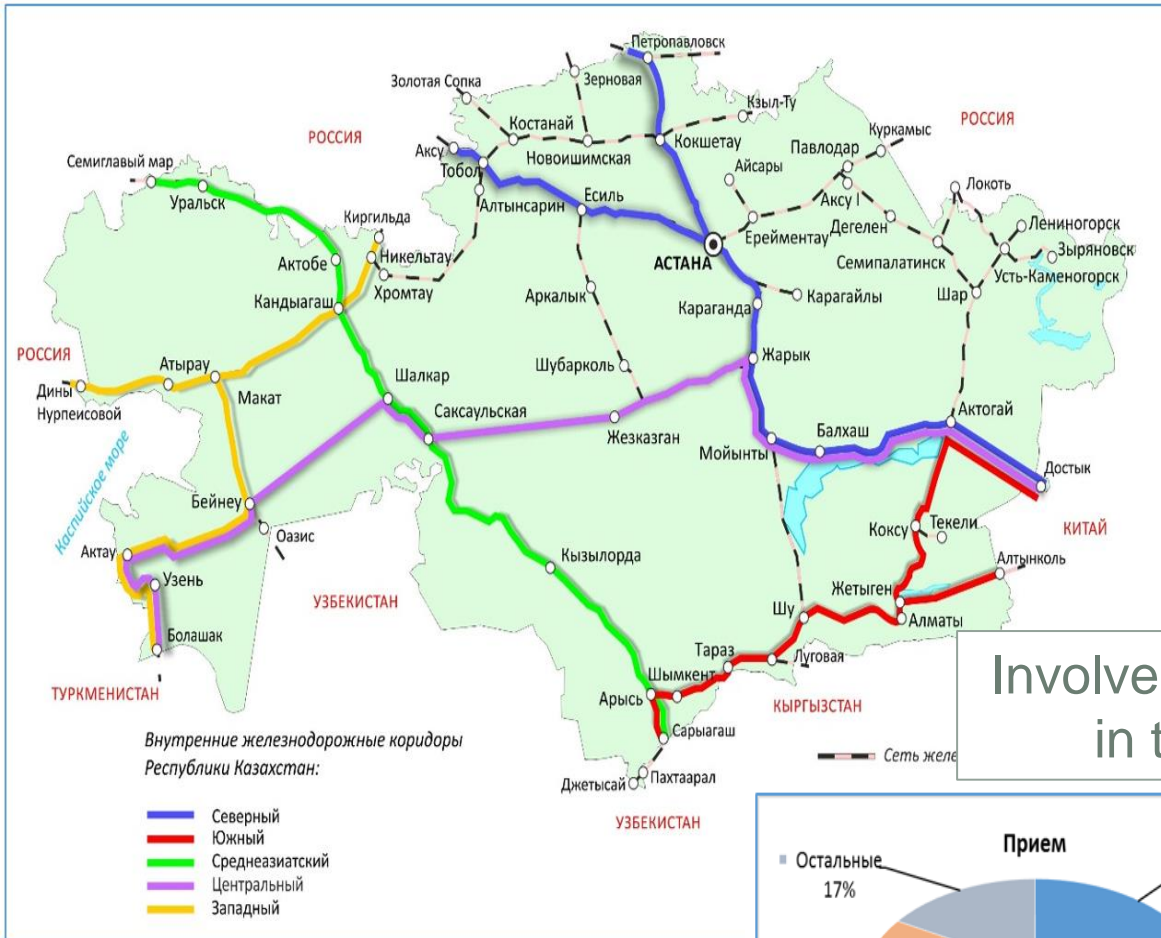 Петропавловск
Зерновая
Золотая Сопка
Кзыл-Ту
РОССИЯ
Костанай
Кокшетау
Куркамыс
РОССИЯ
Аксу
Новоишимская
Павлодар
Семиглавый мар
Тобол
Айсары
Уральск
Алтынсарин
Есиль
Аксу I
Локоть
Киргильда
Дегелен
Лениногорск
Никельтау
Ерейментау
Зыряновск
Актобе
АСТАНА
Семипалатинск
Усть-Каменогорск
Хромтау
Кандыагаш
Аркалык
Караганда
Карагайлы
Шар
РОССИЯ
Атырау
Шубарколь
Жарык
Дины
Нурпеисовой
Макат
Шалкар
Саксаульская
Актогай
Жезказган
Балхаш
Мойынты
Достык
Каспийское море
Бейнеу
Коксу
Текели
КИТАЙ
Оазис
Актау
Алтынколь
Узень
Кызылорда
Жетыген
УЗБЕКИСТАН
Шу
Алматы
Болашак
Тараз
Луговая
Шымкент
ТУРКМЕНИСТАН
Арысь
КЫРГЫЗСТАН
Сарыагаш
Внутренние железнодорожные коридоры
Республики Казахстан:
Сеть желе
Джетысай
Пахтаарал
УЗБЕКИСТАН
Северный
Южный
Среднеазиатский
Центральный
Западный
Involve
in t
Прием
Остальные
17%